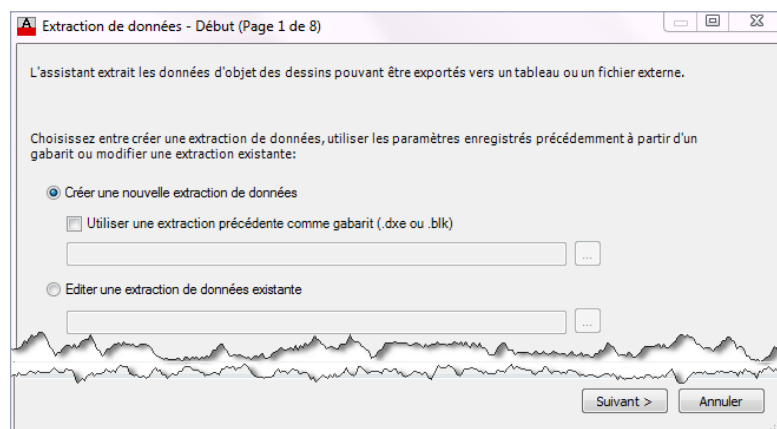 A Extraction de données - Début (Page 1 de 8)
L'assistant extrait les données d'objet des dessins pouvant être exportés vers un tableau ou un fichier externe.
Choisissez entre créer une extraction de données, utiliser les paramètres enregistrés précédemment à partir d'un
gabarit ou modifier une extraction existante:
Créer une nouvelle extraction de données
Utiliser une extraction précédente comme gabarit (.dxe ou .blk)
...
Editer une extraction de données existante
...
Suivant > Annuler